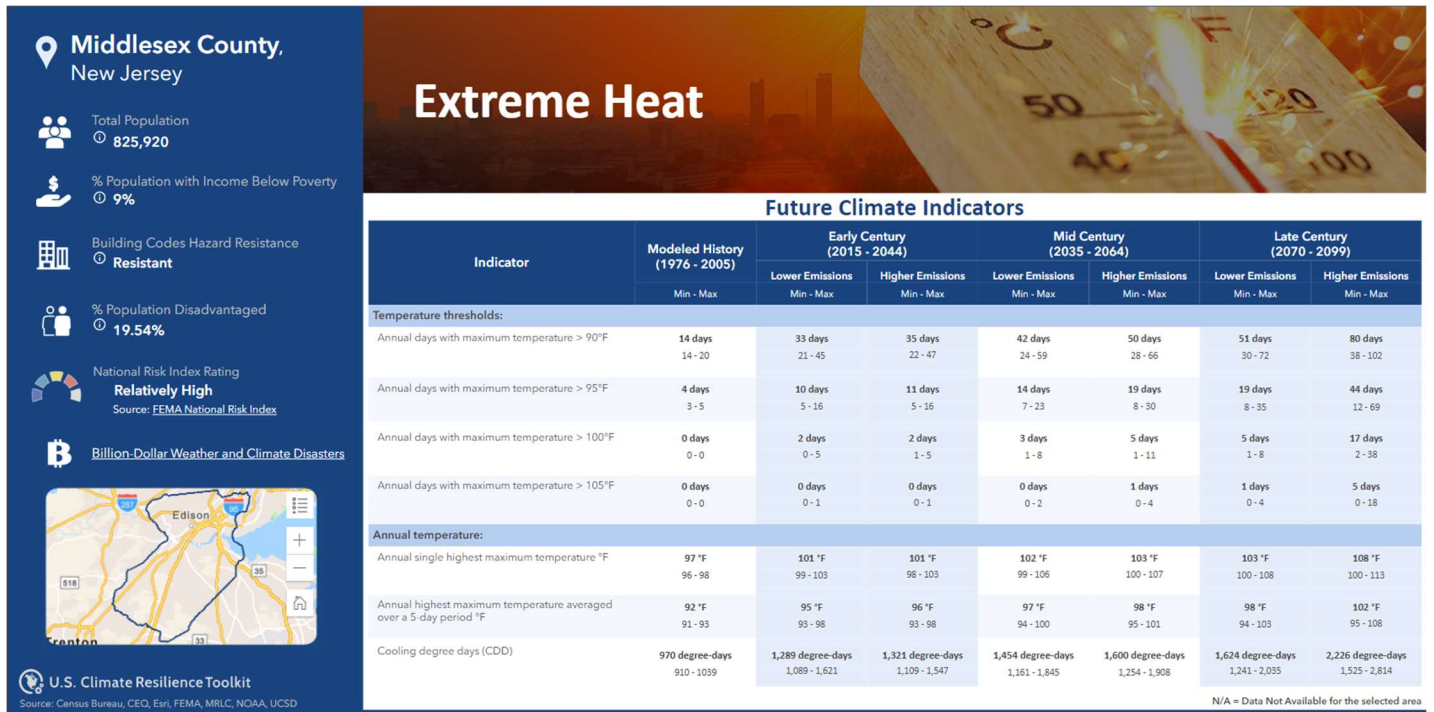 Middlesex County,
New Jersey
Total Population
825,920
% Population with Income Below Poverty
9%
Building Codes Hazard Resistance
Resistant
% Population Disadvantaged
19.54%
National Risk Index Rating
Relatively High
Source: FEMA National Risk Index
Billion-Dollar Weather and Climate Disasters
287
95
Edison
35
518
33
Trenton
U.S. Climate Resilience Toolkit
Source: Census Bureau, CEQ, Esri, FEMA, MRLC, NOAA, UCSD
Extreme Heat
°C
°F
50
120
40
100
Future Climate Indicators
Indicator
Modeled History
(1976 - 2005)
Early Century
(2015 - 2044)
Mid Century
(2035 - 2064)
Late Century
(2070 - 2099)
Lower Emissions Higher Emissions Lower Emissions Higher Emissions Lower Emissions Higher Emissions
Min - Max Min - Max Min - Max Min - Max Min - Max Min - Max Min - Max
Temperature thresholds:
Annual days with maximum temperature > 90°F 14 days 33 days 35 days 42 days 50 days 51 days 80 days
14 - 20 21 - 45 22 - 47 24 - 59 28 - 66 30 - 72 38 - 102
Annual days with maximum temperature > 95°F 4 days 10 days 11 days 14 days 19 days 19 days 44 days
3 - 5 5 - 16 5 - 16 7 - 23 8 - 30 8 - 35 12 - 69
Annual days with maximum temperature > 100°F 0 days 2 days 2 days 3 days 5 days 5 days 17 days
0 - 0 0 - 5 1 - 5 1 - 8 1 - 11 1 - 8 2 - 38
Annual days with maximum temperature > 105°F 0 days 0 days 0 days 0 days 1 days 1 days 5 days
0 - 0 0 - 1 0 - 1 0 - 2 0 - 4 0 - 4 0 - 18
Annual temperature:
Annual single highest maximum temperature °F 97 °F 101 °F 101 °F 102 °F 103 °F 103 °F 108 °F
96 - 98 99 - 103 98 - 103 99 - 106 100 - 107 100 - 108 100 - 113
Annual highest maximum temperature averaged
over a 5-day period °F 92 °F 95 °F 96 °F 97 °F 98 °F 98 °F 102 °F
91 - 93 93 - 98 93 - 98 94 - 100 95 - 101 94 - 103 95 - 108
Cooling degree days (CDD) 970 degree-days 1,289 degree-days 1,321 degree-days 1,454 degree-days 1,600 degree-days 1,624 degree-days 2,226 degree-days
910 - 1039 1,089 - 1,621 1,109 - 1,547 1,161 - 1,845 1,254 - 1,908 1,241 - 2,035 1,525 - 2,814
N/A = Data Not Available for the selected area